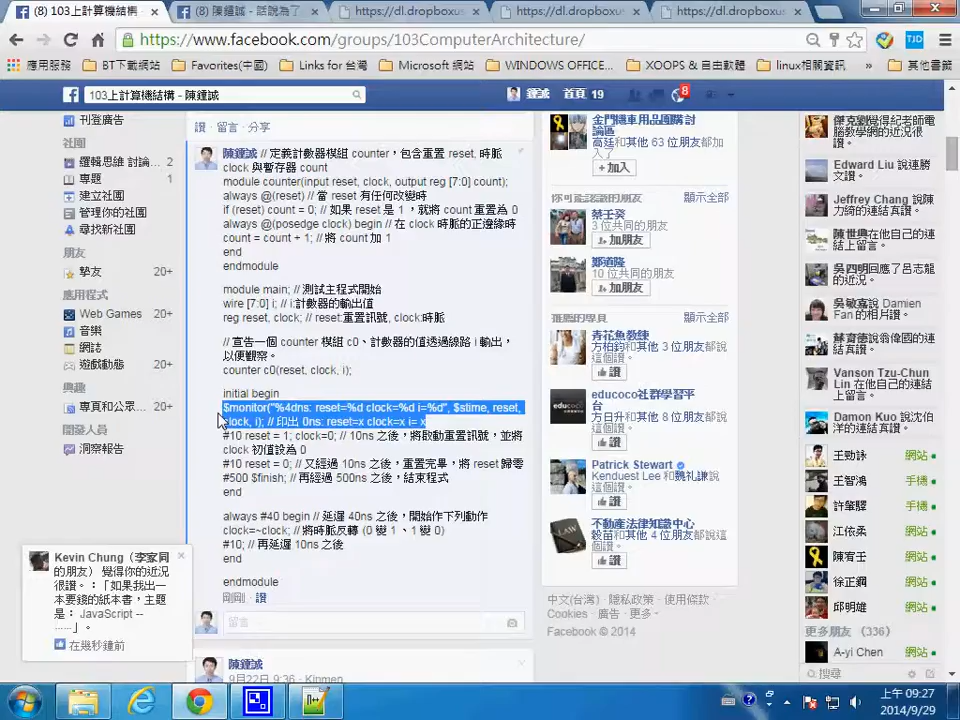 (8) 103上計算機結構
(8) 陳鍾誠 - 話說為了
https://dl.dropboxus
https://dl.dropboxus
https://dl.dropboxus
https://www.facebook.com/groups/103ComputerArchitecture/
應用服務
BT下載網站
Favorites(中國)
Links for 台灣
Microsoft 網站
WINDOWS OFFICE...
XOOPS & 自由軟體
linux相關資訊
»
其他書籤
103上計算機結構 - 陳鍾誠
鍾誠
首頁 19
8
刊登廣告
社團
邏輯思維 討論... 2
專題 1
建立社團
管理你的社團
尋找新社團
朋友
摯友 20+
應用程式
Web Games 20+
音樂
網誌
遊戲動態 20+
興趣
專頁和公眾... 20+
開發人員
洞察報告
讚 · 留言 · 分享
陳鍾誠 // 定義計數器模組 counter，包含重置 reset, 時脈
clock 與暫存器 count
module counter(input reset, clock, output reg [7:0] count);
always @(reset) // 當 reset 有任何改變時
if (reset) count = 0; // 如果 reset 是 1 ，就將 count 重置為 0
always @(posedge clock) begin // 在 clock 時脈的正邊緣時
count = count + 1; // 將 count 加 1
end
endmodule
module main; // 測試主程式開始
wire [7:0] i; // i:計數器的輸出值
reg reset, clock; // reset:重置訊號, clock:時脈
// 宣告一個 counter 模組 c0、計數器的值透過線路 i 輸出，
以便觀察。
counter c0(reset, clock, i);
initial begin
$monitor("%4dns: reset=%d clock=%d i=%d", $stime, reset,
clock, i); // 印出 0ns: reset=x clock=x i= x
#10 reset = 1; clock=0; // 10ns 之後，將啟動重置訊號，並將
clock 初值設為 0
#10 reset = 0; // 又經過 10ns 之後，重置完畢，將 reset 歸零
#500 $finish; // 再經過 500ns 之後，結束程式
end
always #40 begin // 延遲 40ns 之後，開始作下列動作
clock=~clock; // 將時脈反轉 (0 變 1 、1 變 0)
#10; // 再延遲 10ns 之後
end
endmodule
剛剛 · 讚
留言......
陳鍾誠
9月22日 9:36 · Kinmen
金門機車用品團購討
論區
高廷和其他 63 位朋友都加
入了
+加入
你可能認識的朋友 顯示全部
蔡壬癸
3 位共同的朋友
加朋友
鄭道隆
10 位共同的朋友
加朋友
推薦的專頁 顯示全部
青花魚教練
方柏鈞和其他 3 位朋友都說
這個讚。
讚
educoco社群學習平
台
方日升和其他 8 位朋友都說
這個讚。
讚
Patrick Stewart
Kenduest Lee 和魏礼謙說
這個讚。
讚
不動產法律知識中心
穀苗和其他 4 位朋友都說這
個讚。
讚
中文(台灣) · 隱私政策 · 使用條款 ·
Cookies · 廣告 · 更多
Facebook © 2014
傑克劉覺得紀老師電
腦教學網的近況很
讚。
Edward Liu 說連勝
文讚。
Jeffrey Chang 說陳
力綺的連結真讚。
陳世興在他自己的連
結上留言。
吳四明回應了呂志龍
的近況。
吳敏嘉說 Damien
Fan 的相片讚。
蘇育德說翁偉國的連
結真讚。
Vanson Tzu-Chun
Lin 在他自己的連結
上留言。
Damon Kuo 說沈伯
洋的連結真讚。
王勁詠 網站
王智鴻 手機
許肇驛 手機
江依柔 網站
陳宥壬 網站
徐正鋼 網站
邱明雄 網站
更多朋友 (336)
A-yi Chen 網站
搜尋
Kevin Chung（李家同
的朋友） 覺得你的近況
很讚。：「如果我出一
本要錢的紙本書，主題
是： JavaScript --
......」。
在幾秒鐘前
上午 09:27
2014/9/29